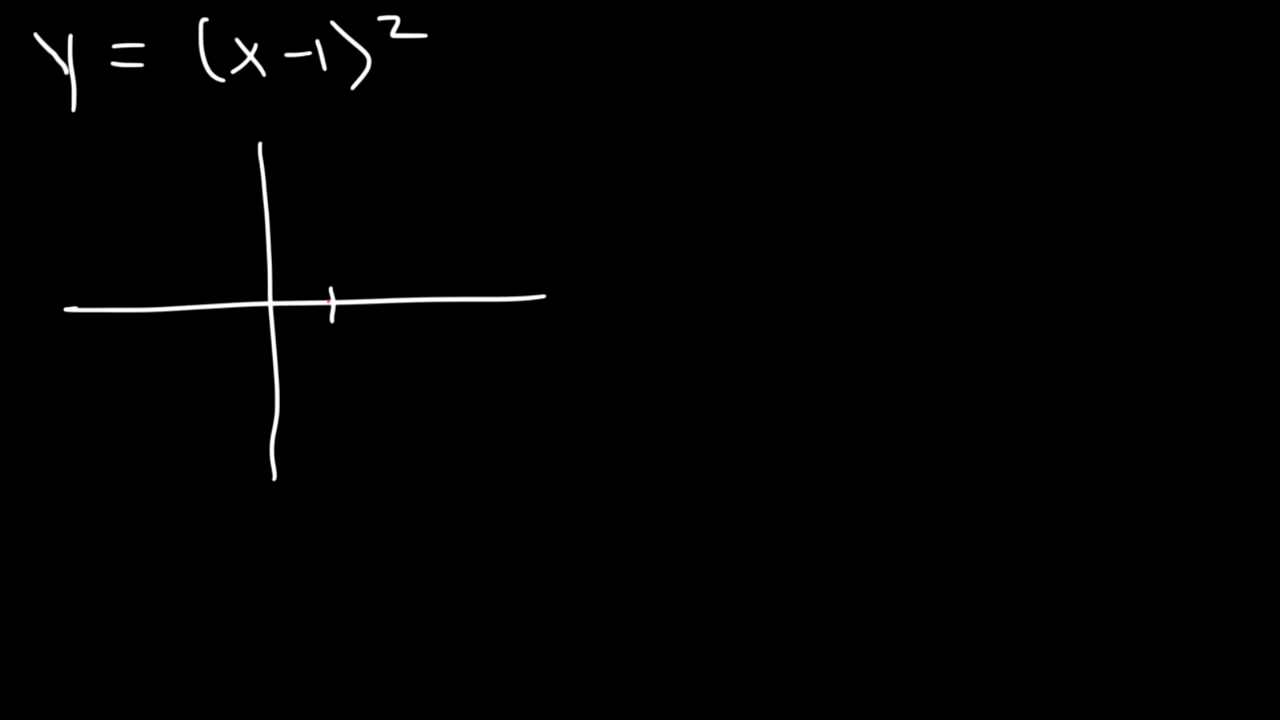 y = (x-1)²